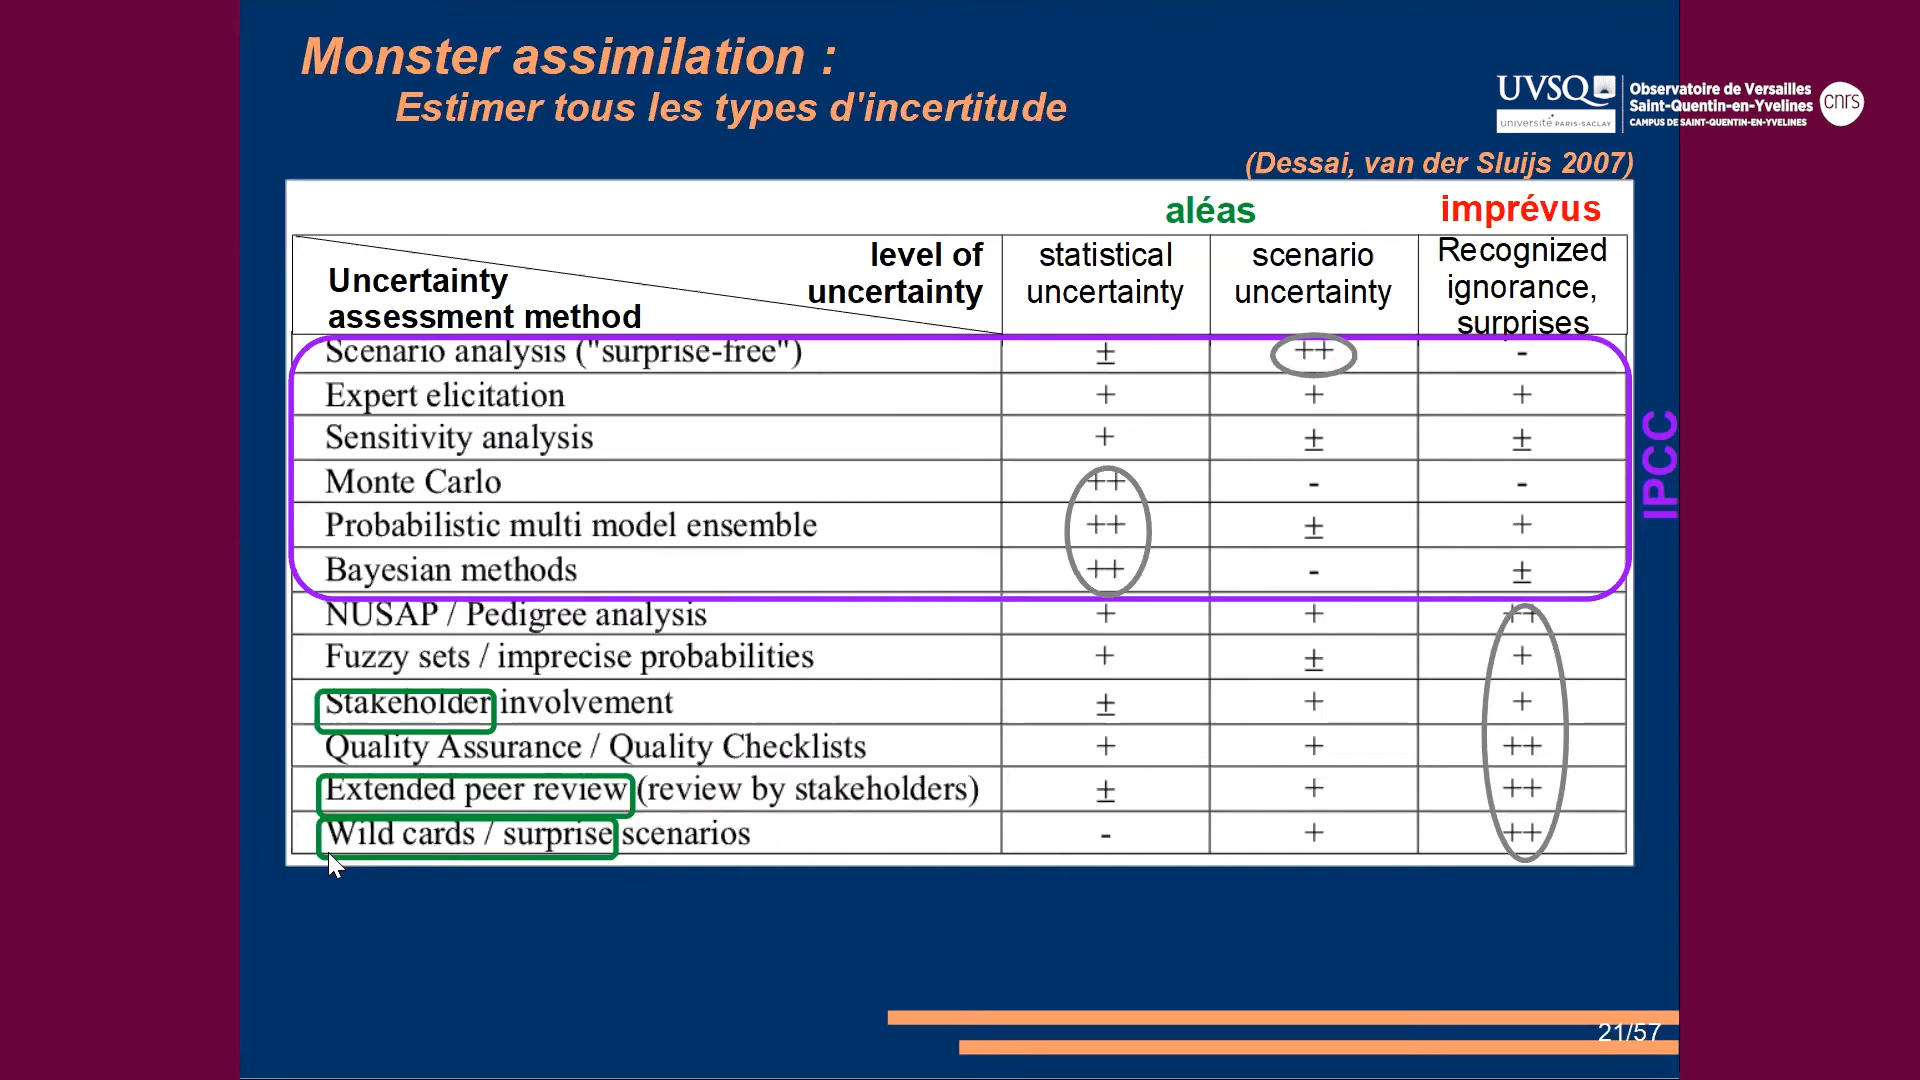 Monster assimilation :
Estimer tous les types d'incertitude
UVSQ
université PARIS-SACLAY
Observatoire de Versailles
Saint-Quentin-en-Yvelines
CAMPUS DE SAINT-QUENTIN-EN-YVELINES
cnrs
(Dessai, van der Sluijs 2007)
aléas imprévus
Uncertainty assessment method level of uncertainty statistical uncertainty scenario uncertainty Recognized ignorance, surprises
Scenario analysis ("surprise-free") ± ++ -
Expert elicitation + + +
Sensitivity analysis + ± ±
Monte Carlo ++ - -
Probabilistic multi model ensemble ++ ± +
Bayesian methods ++ - ±
IPCC
NUSAP / Pedigree analysis + + ++
Fuzzy sets / imprecise probabilities + ± +
Stakeholder involvement ± + +
Quality Assurance / Quality Checklists + + ++
Extended peer review (review by stakeholders) ± + ++
Wild cards / surprise scenarios - + ++
21/57